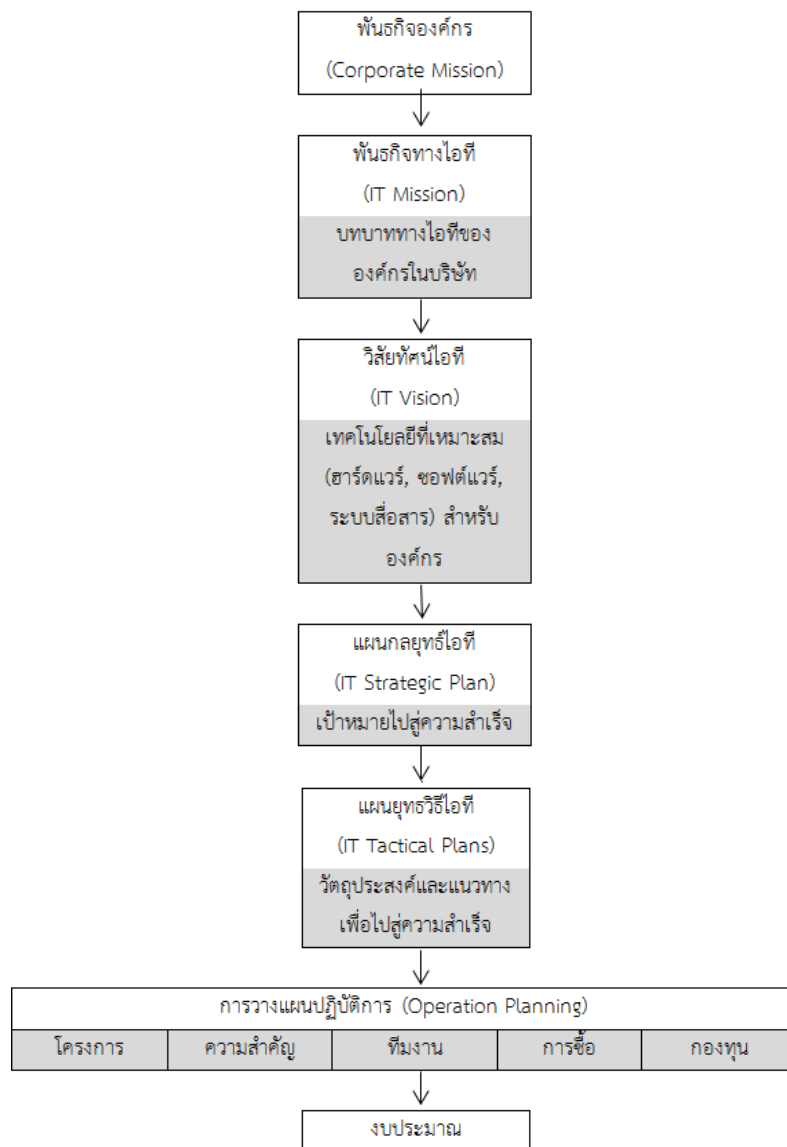 พันธกิจองค์กร
(Corporate Mission)
พันธกิจทางไอที
(IT Mission)
บทบาททางไอทีของ
องค์กรในบริษัท
วิสัยทัศน์ไอที
(IT Vision)
เทคโนโยลยีที่เหมาะสม
(ฮาร์ดแวร์, ซอฟต์แวร์,
ระบบสื่อสาร) สำหรับ
องค์กร
แผนกลยุทธ์ไอที
(IT Strategic Plan)
เป้าหมายไปสู่ความสำเร็จ
แผนยุทธวิธีไอที
(IT Tactical Plans)
วัตถุประสงค์และแนวทาง
เพื่อไปสู่ความสำเร็จ
การวางแผนปฏิบัติการ (Operation Planning)
โครงการ ความสำคัญ ทีมงาน การซื้อ กองทุน
งบประมาณ